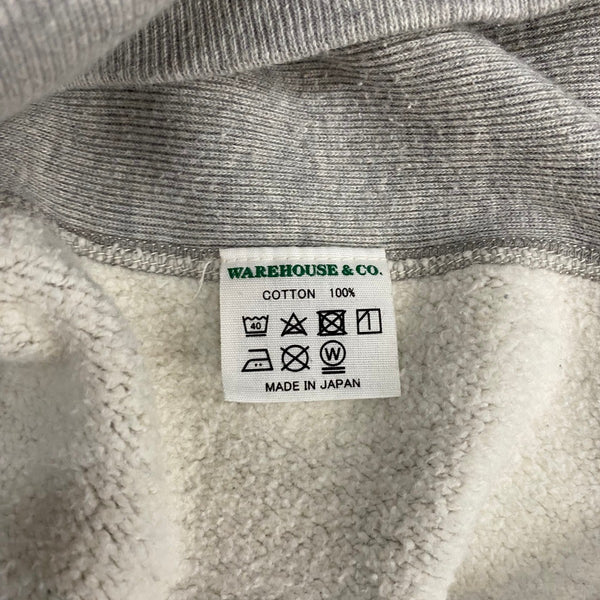 WAREHOUSE & CO.
COTTON 100%
40
W
MADE IN JAPAN